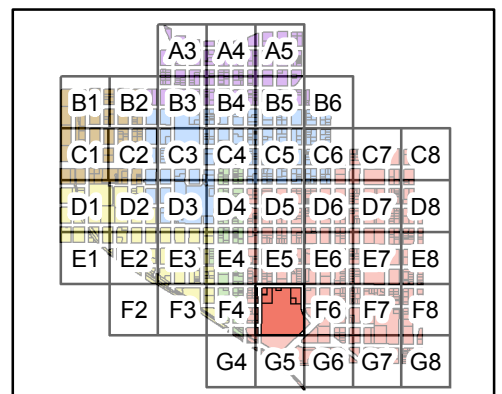 A3 A4 A5
B1 B2 B3 B4 B5 B6
C1 C2 C3 C4 C5 C6 C7 C8
D1 D2 D3 D4 D5 D6 D7 D8
E1 E2 E3 E4 E5 E6 E7 E8
F2 F3 F4 F6 F7 F8
G4 G5 G6 G7 G8